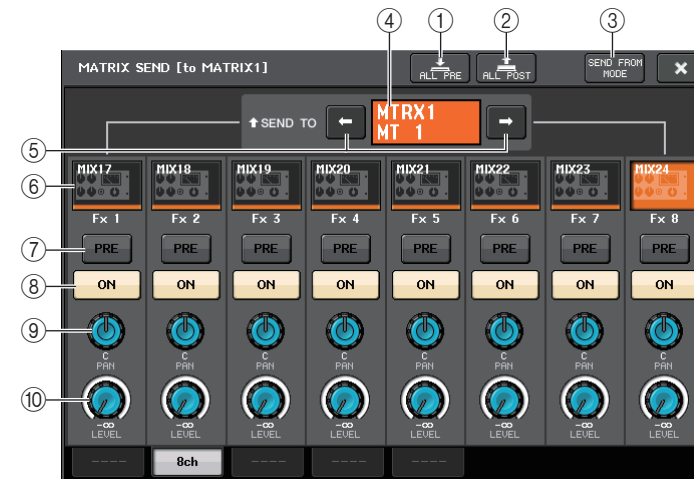 ④ ① ② ③
MATRIX SEND [to MATRIX1]
ALL PRE
ALL POST
SEND FROM
MODE
SEND TO
MTRX1
MT 1
⑤
⑥
MIX17 MIX18 MIX19 MIX20 MIX21 MIX22 MIX23 MIX24
Fx 1 Fx 2 Fx 3 Fx 4 Fx 5 Fx 6 Fx 7 Fx 8
⑦ PRE PRE PRE PRE PRE PRE PRE PRE
⑧ ON ON ON ON ON ON ON ON
⑨
C C C C C C C C
PAN PAN PAN PAN PAN PAN PAN PAN
⑩
-∞ -∞ -∞ -∞ -∞ -∞ -∞ -∞
LEVEL LEVEL LEVEL LEVEL LEVEL LEVEL LEVEL LEVEL
---- 8ch ---- ---- ----